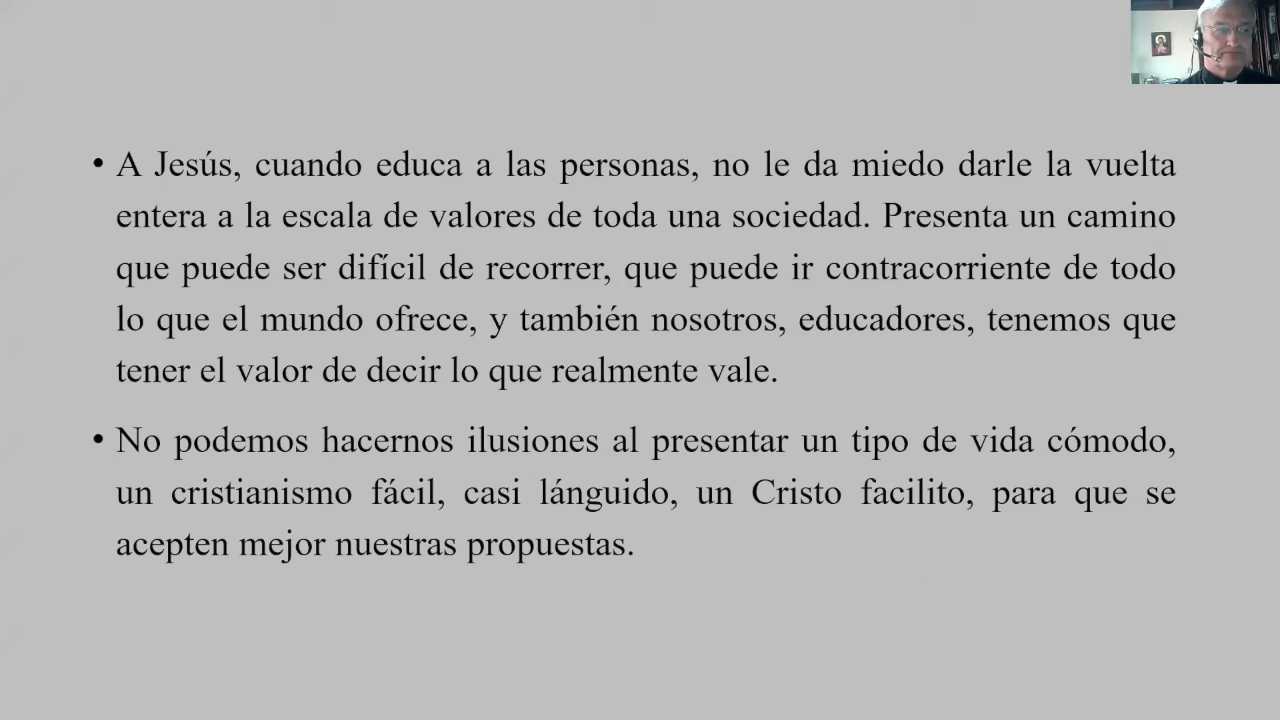 • A Jesús, cuando educa a las personas, no le da miedo darle la vuelta
entera a la escala de valores de toda una sociedad. Presenta un camino
que puede ser difícil de recorrer, que puede ir contracorriente de todo
lo que el mundo ofrece, y también nosotros, educadores, tenemos que
tener el valor de decir lo que realmente vale.
• No podemos hacernos ilusiones al presentar un tipo de vida cómodo,
un cristianismo fácil, casi lánguido, un Cristo facilito, para que se
acepten mejor nuestras propuestas.